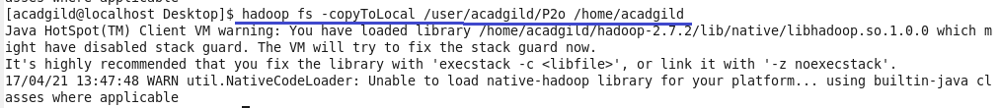 [acadgild@localhost Desktop]$ hadoop fs -copyToLocal /user/acadgild/P2o /home/acadgild
Java HotSpot(TM) Client VM warning: You have loaded library /home/acadgild/hadoop-2.7.2/lib/native/libhadoop.so.1.0.0 which m
ight have disabled stack guard. The VM will try to fix the stack guard now.
It's highly recommended that you fix the library with 'execstack -c <libfile>', or link it with '-z noexecstack'.
17/04/21 13:47:48 WARN util.NativeCodeLoader: Unable to load native-hadoop library for your platform... using builtin-java cl
asses where applicable